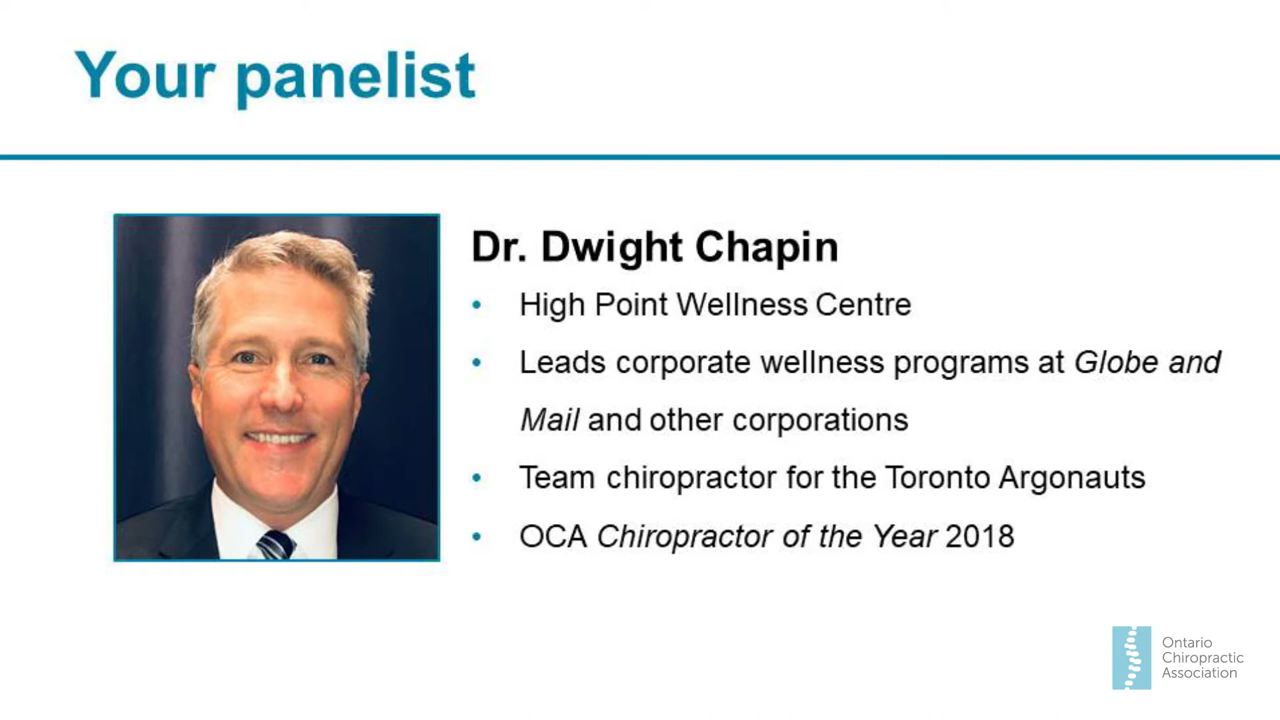 Your panelist
Dr. Dwight Chapin
• High Point Wellness Centre
• Leads corporate wellness programs at Globe and
Mail and other corporations
• Team chiropractor for the Toronto Argonauts
• OCA Chiropractor of the Year 2018
Ontario
Chiropractic
Association